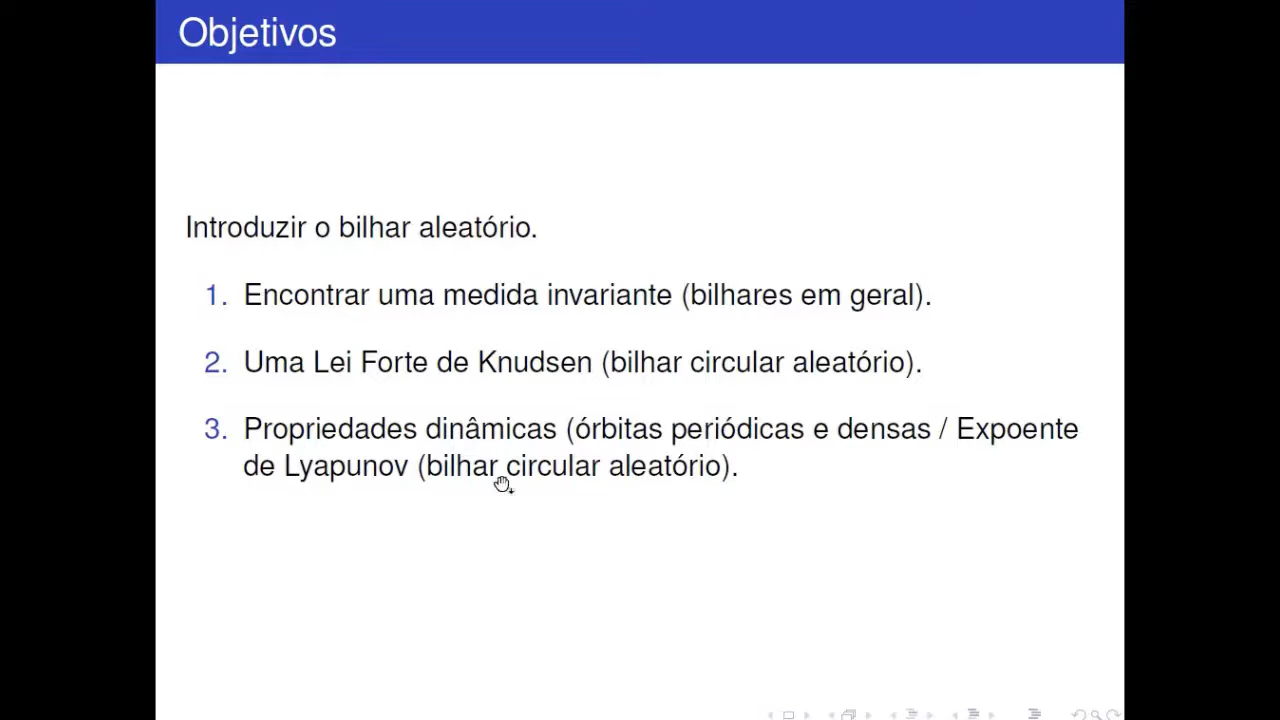 Objetivos
Introduzir o bilhar aleatório.
1. Encontrar uma medida invariante (bilhares em geral).
2. Uma Lei Forte de Knudsen (bilhar circular aleatório).
3. Propriedades dinâmicas (órbitas periódicas e densas / Expoente
de Lyapunov (bilhar circular aleatório).